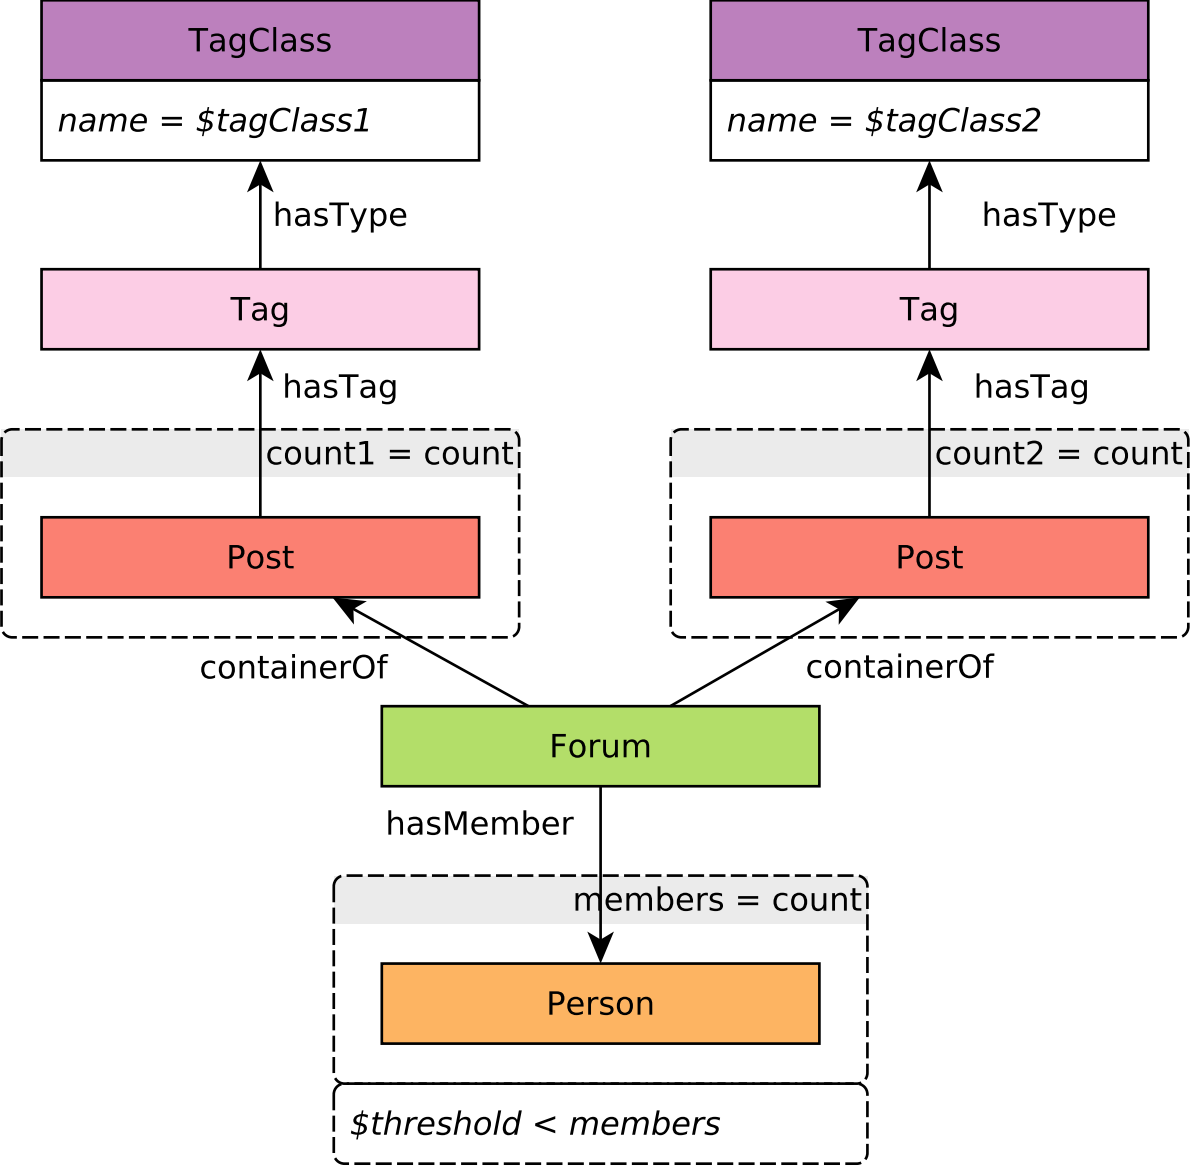 TagClass
TagClass
name = $tagClass1
name = $tagClass2
hasType
hasType
Tag
Tag
hasTag
hasTag
count1 = count
count2 = count
Post
Post
containerOf
containerOf
Forum
hasMember
members = count
Person
$threshold < members